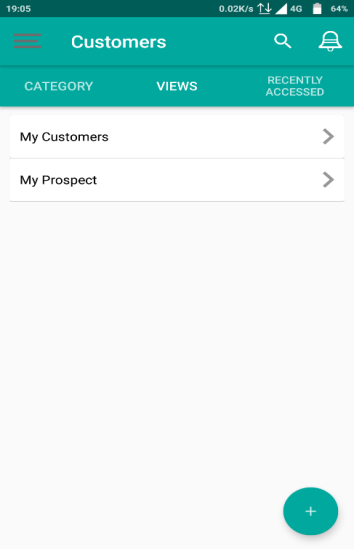 19:05 0.02K/s 4G 64%
Customers
CATEGORY VIEWS RECENTLY
ACCESSED
My Customers
My Prospect
+